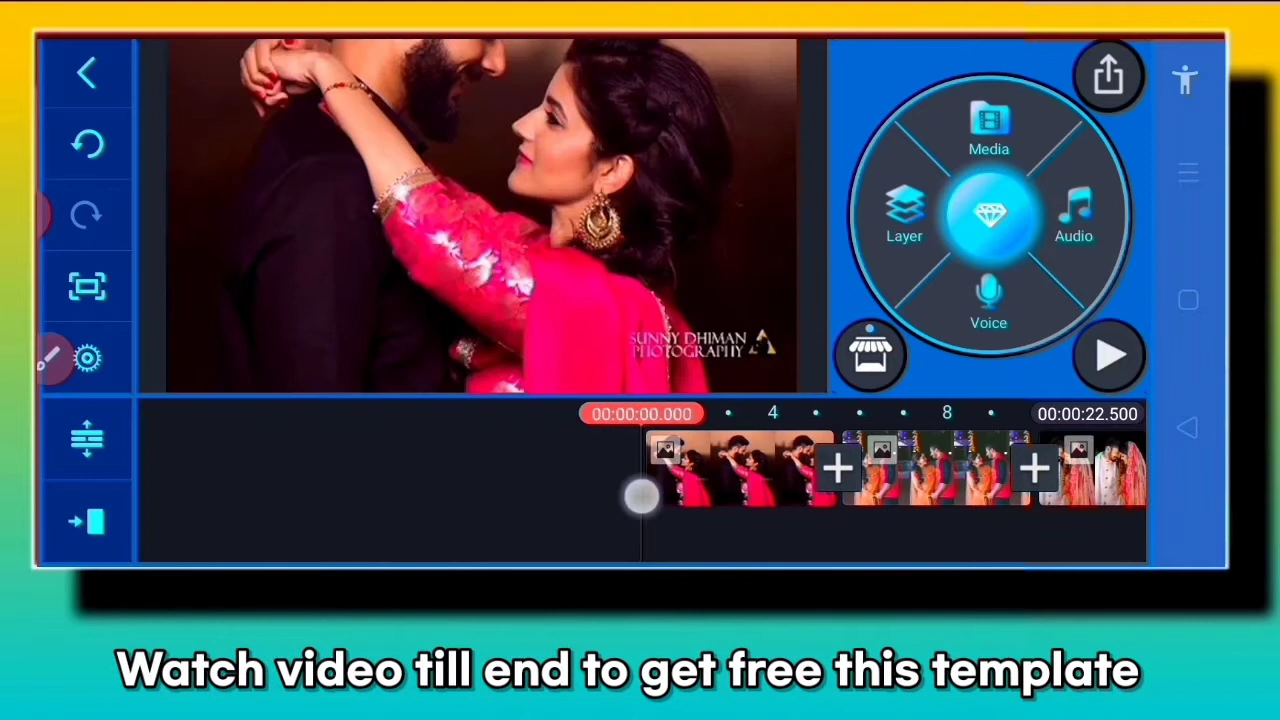 Media
Layer
Audio
Voice
SUNNY DHIMAN
PHOTOGRAPHY
00:00:00.000
4
8
00:00:22.500
Watch video till end to get free this template